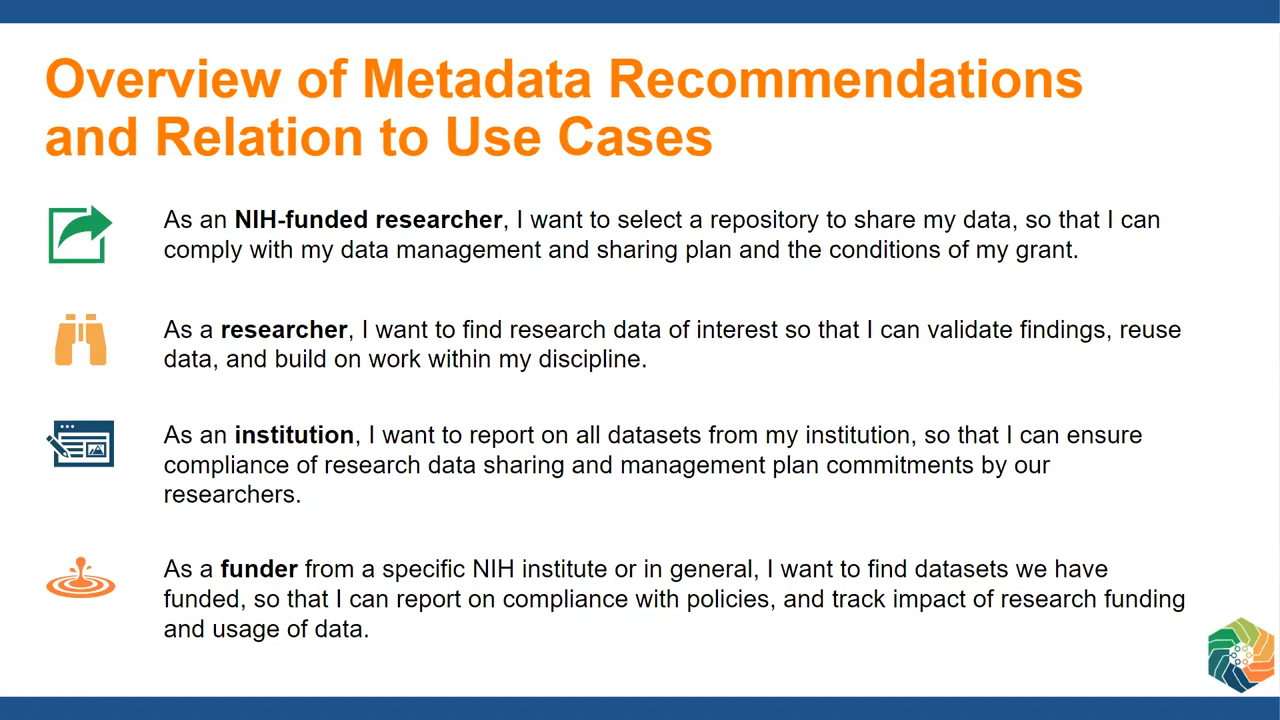 Overview of Metadata Recommendations
and Relation to Use Cases
As an NIH-funded researcher, I want to select a repository to share my data, so that I can
comply with my data management and sharing plan and the conditions of my grant.
As a researcher, I want to find research data of interest so that I can validate findings, reuse
data, and build on work within my discipline.
As an institution, I want to report on all datasets from my institution, so that I can ensure
compliance of research data sharing and management plan commitments by our
researchers.
As a funder from a specific NIH institute or in general, I want to find datasets we have
funded, so that I can report on compliance with policies, and track impact of research funding
and usage of data.